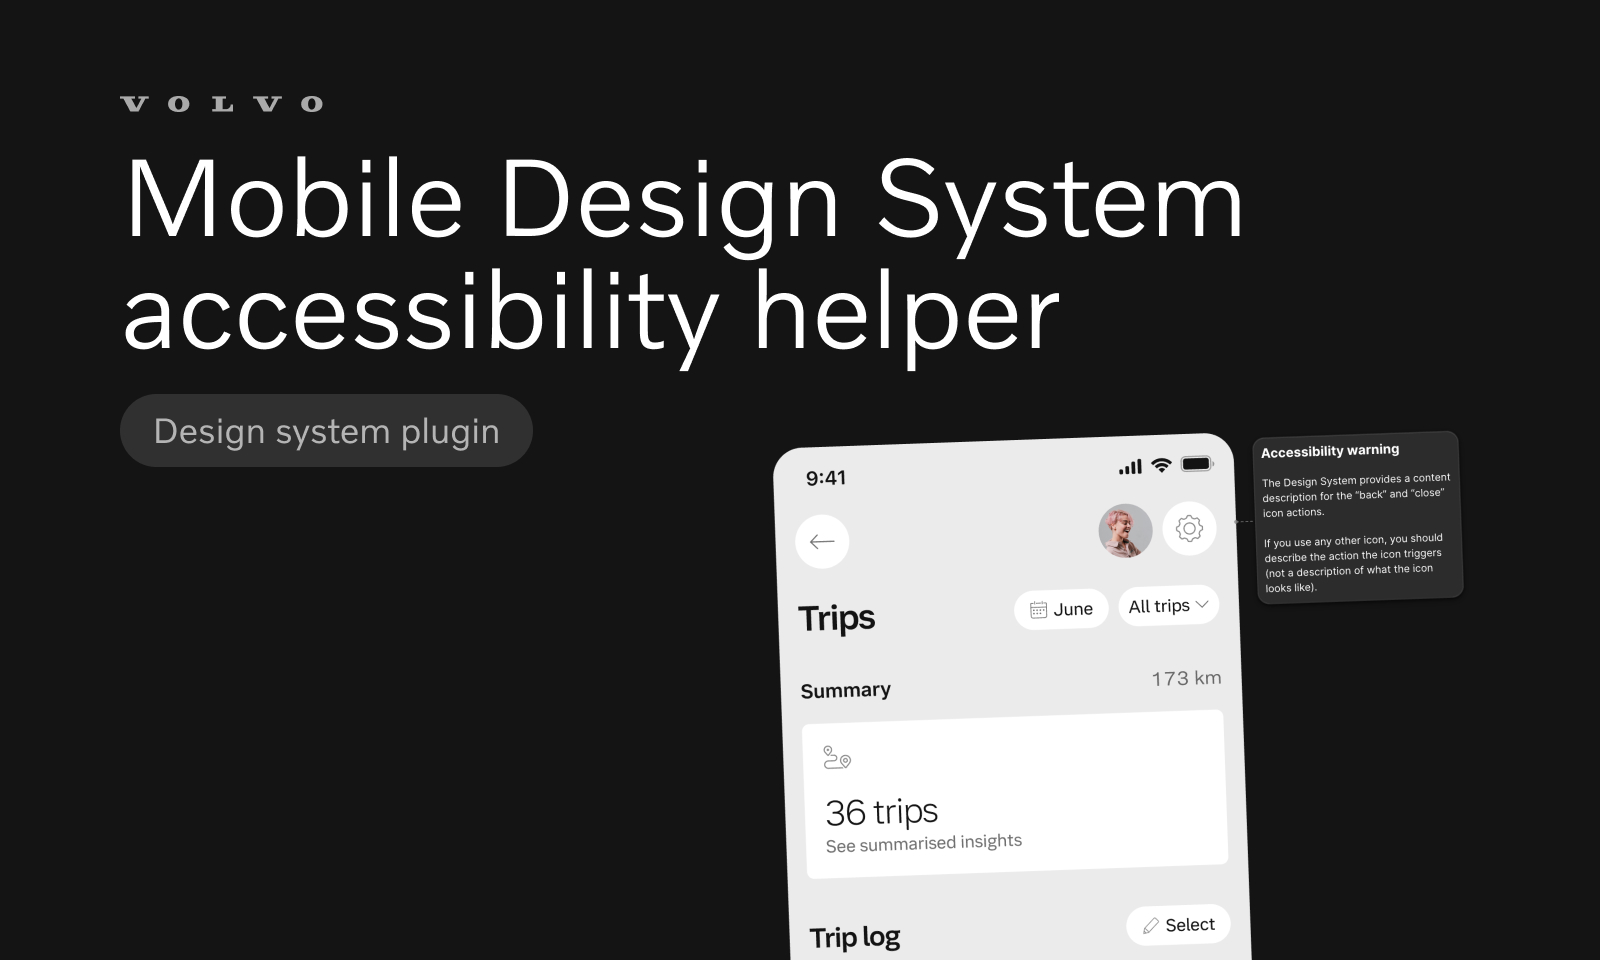 VOLVO
Mobile Design System
accessibility helper
Design system plugin
9:41
Trips
June
All trips
Summary
173 km
36 trips
See summarised insights
Trip log
Select
Accessibility warning
The Design System provides a content
description for the “back” and “close”
icon actions.
If you use any other icon, you should
describe the action the icon triggers
(not a description of what the icon
looks like).